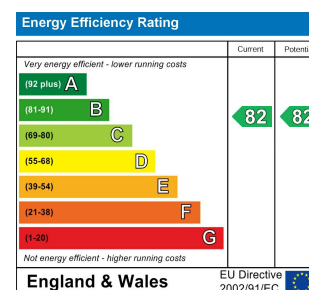 Energy Efficiency Rating
Current Potenti
Very energy efficient - lower running costs
(92 plus) A
(81-91) B
82 82
(69-80) C
(55-68) D
(39-54) E
(21-38) F
(1-20) G
Not energy efficient - higher running costs
England & Wales
EU Directive
2002/91/EC